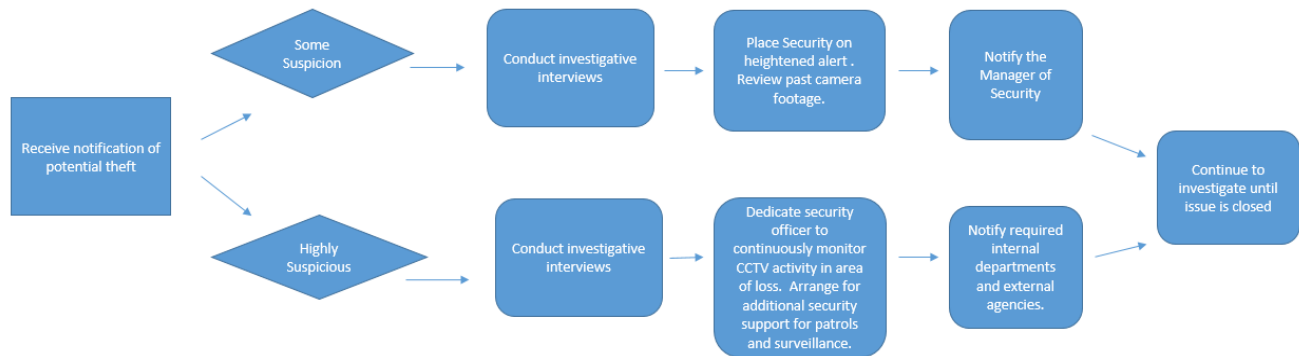 Receive notification of
potential theft
Some
Suspicion
Conduct investigative
interviews
Place Security on
heightened alert .
Review past camera
footage.
Notify the
Manager of
Security
Highly
Suspicious
Conduct investigative
interviews
Dedicate security
officer to
continuously monitor
CCTV activity in area
of loss.  Arrange for
additional security
support for patrols
and surveillance.
Notify required
internal
departments
and external
agencies.
Continue to
investigate until
issue is closed